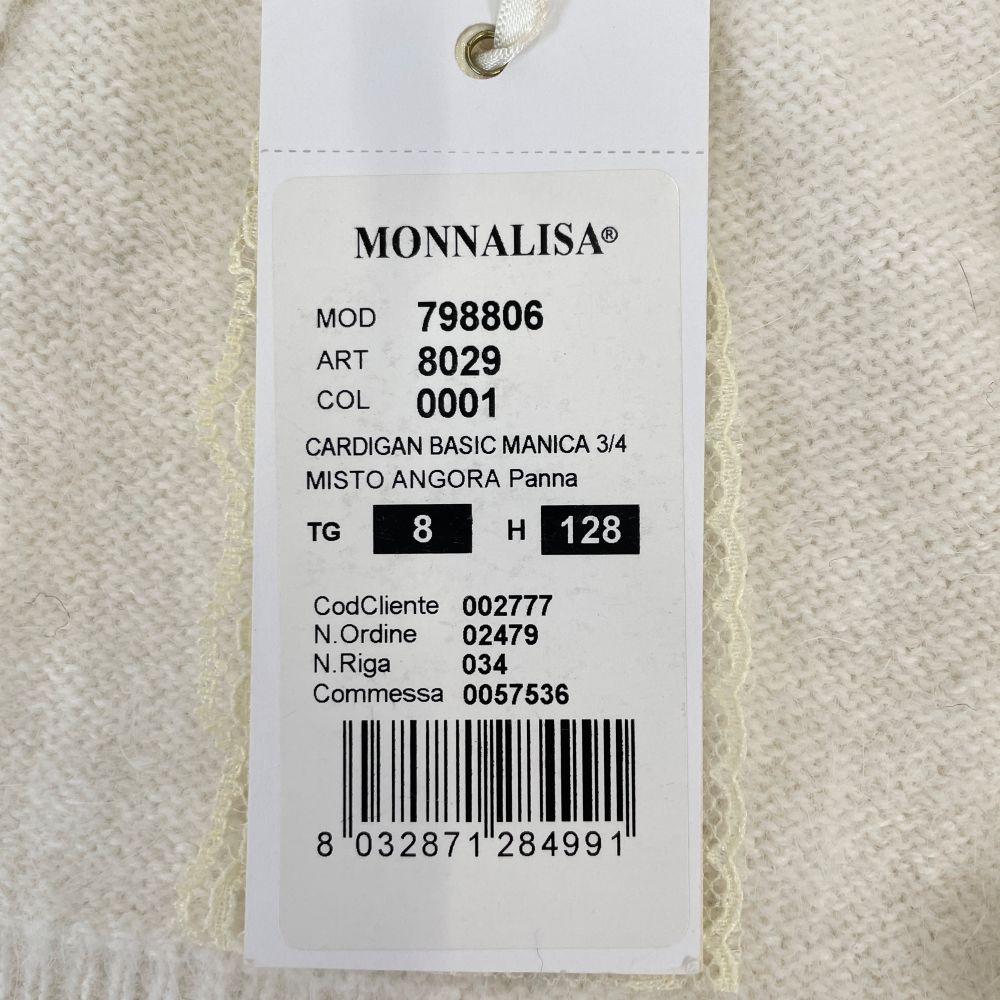 MONNALISA®
MOD 798806
ART 8029
COL 0001
CARDIGAN BASIC MANICA 3/4
MISTO ANGORA Panna
TG 8 H 128
CodCliente 002777
N.Ordine 02479
N.Riga 034
Commessa 0057536
8 032871 284991